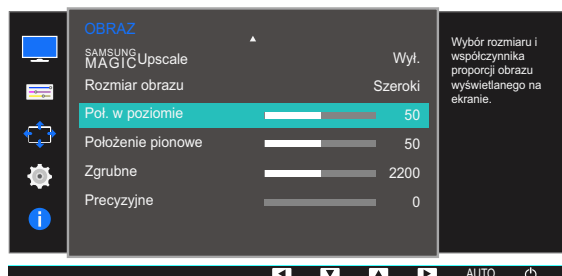 OBRAZ
SAMSUNG
MAGIC Upscale Wył.
Rozmiar obrazu Szeroki
Poł. w poziomie 50
Położenie pionowe 50
Zgrubne 2200
Precyzyjne 0
Wybór rozmiaru i
współczynnika
proporcji obrazu
wyświetlanego na
ekranie.
AUTO